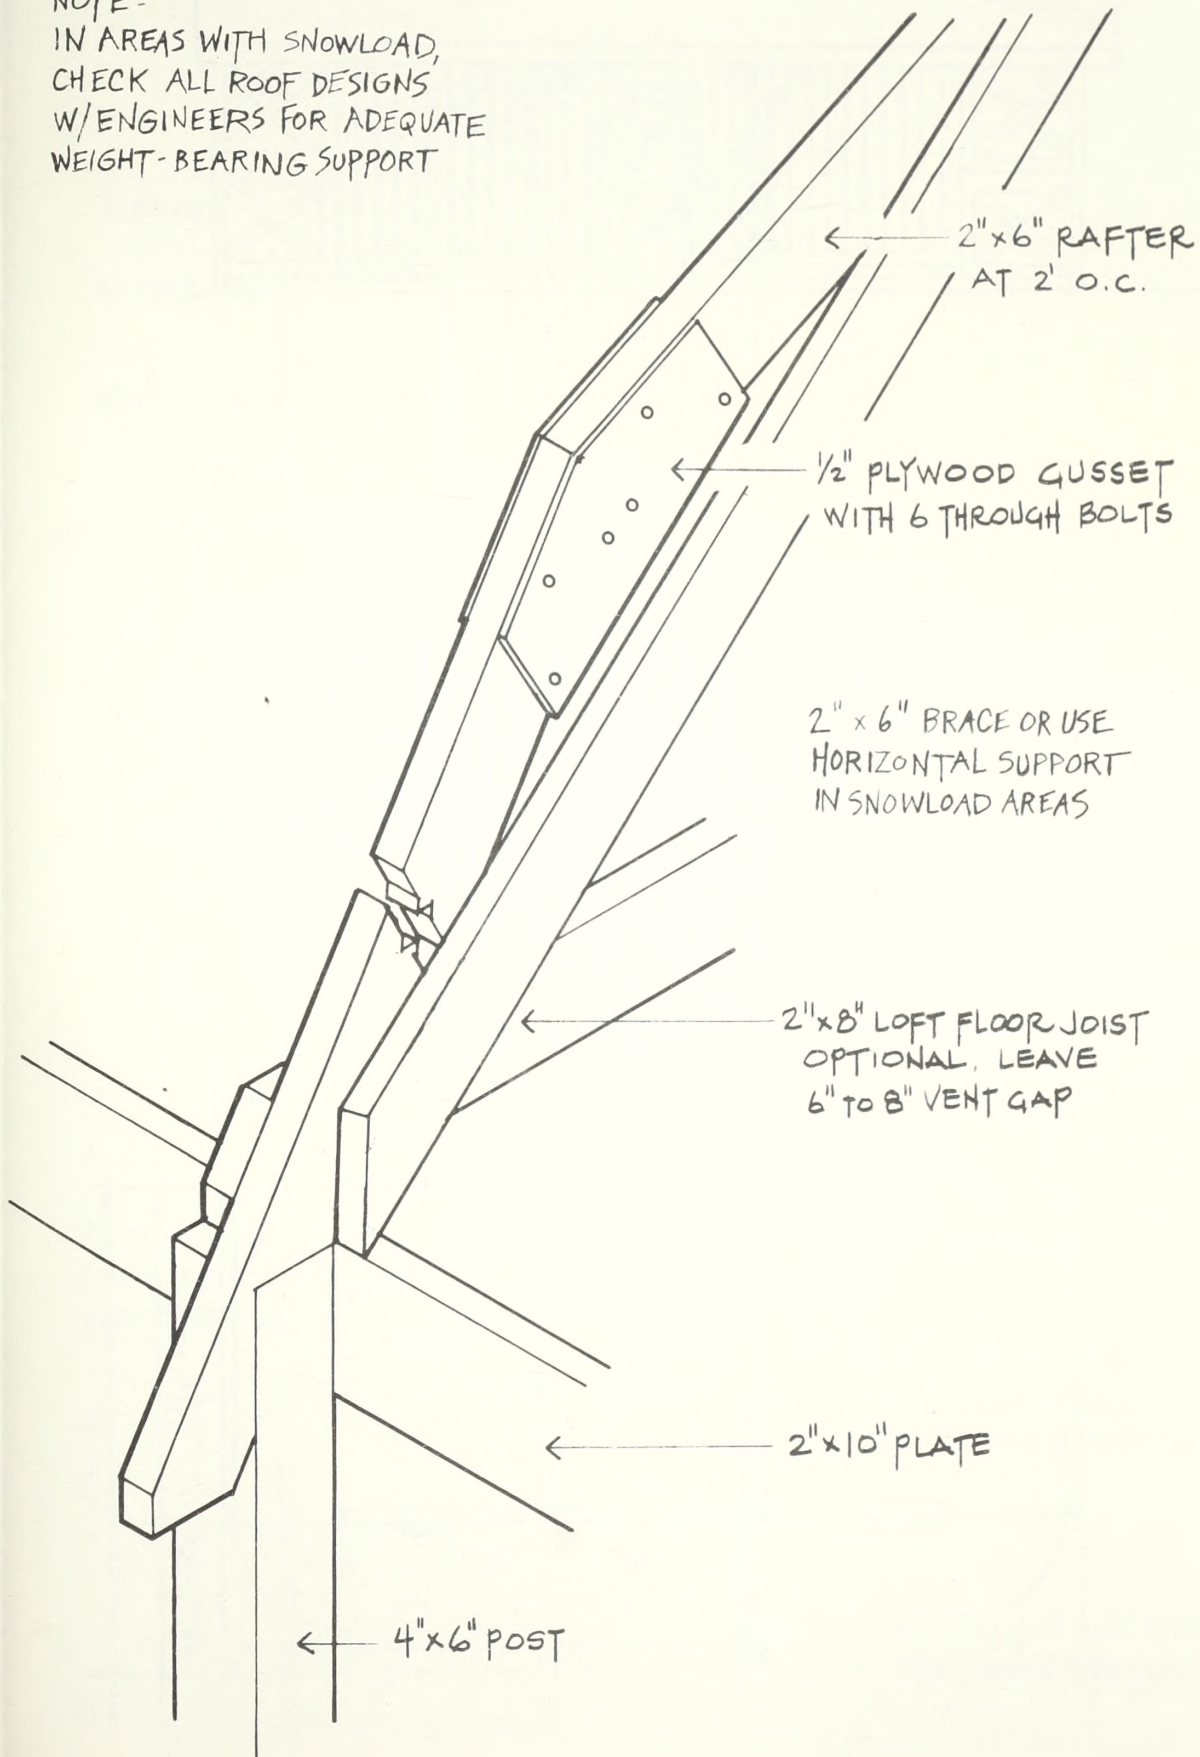 NOTE-
IN AREAS WITH SNOWLOAD,
CHECK ALL ROOF DESIGNS
W/ENGINEERS FOR ADEQUATE
WEIGHT-BEARING SUPPORT
2"x6" RAFTER
AT 2' O.C.
1/2" PLYWOOD GUSSET
WITH 6 THROUGH BOLTS
2" x 6" BRACE OR USE
HORIZONTAL SUPPORT
IN SNOWLOAD AREAS
2"x8" LOFT FLOOR JOIST
OPTIONAL, LEAVE
6" TO 8" VENT GAP
2"x10" PLATE
4"x6" POST